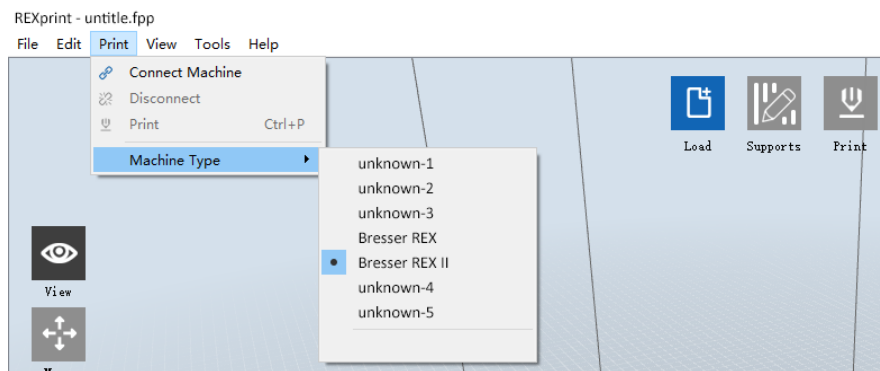 REXprint - untitle.fpp
File Edit Print View Tools Help
Connect Machine
Disconnect
Print Ctrl+P
Machine Type
unknown-1
unknown-2
unknown-3
Bresser REX
Bresser REX II
unknown-4
unknown-5
Load Supports Print
View